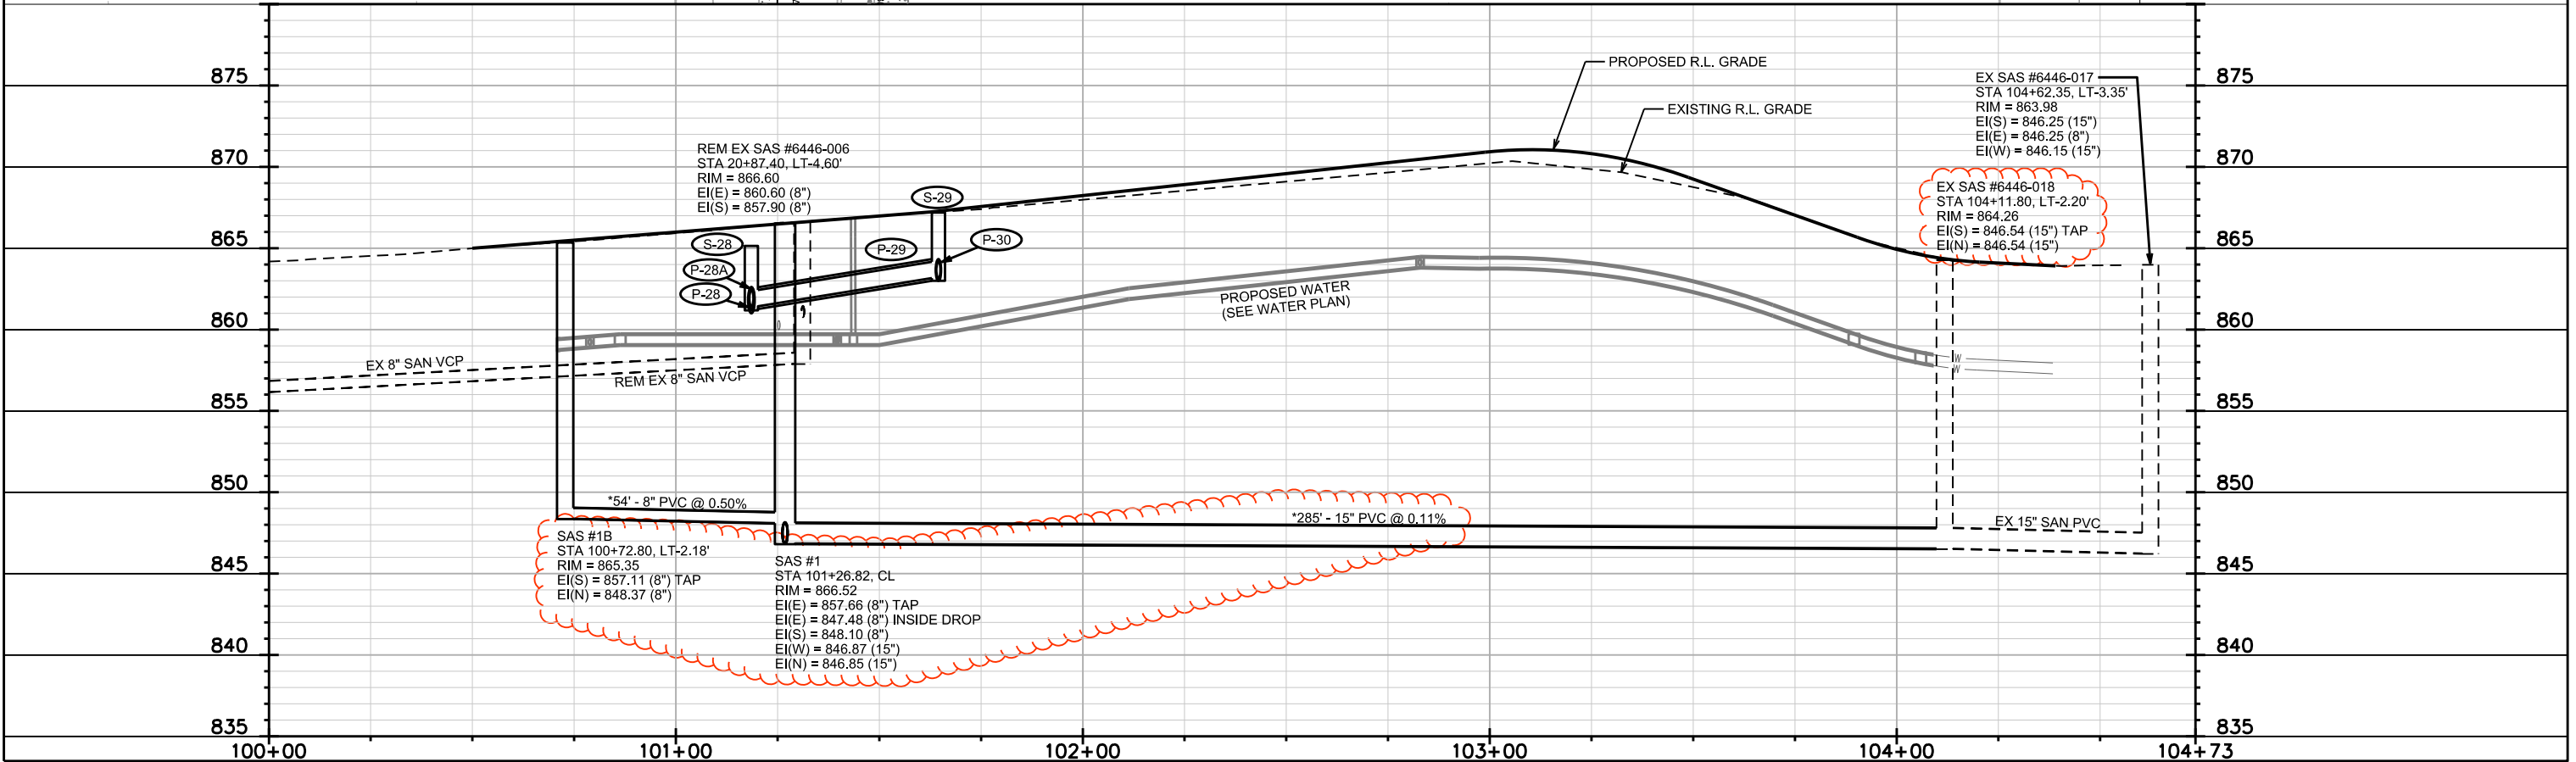 875
870
865
860
855
850
845
840
835
REM EX SAS #6446-006
STA 20+87.40, LT-4.60'
RIM = 866.60
EI(E) = 860.60 (8")
EI(S) = 857.90 (8")
S-28
P-28A
P-28
P-29
S-29
P-30
PROPOSED R.L. GRADE
EXISTING R.L. GRADE
EX SAS #6446-017
STA 104+62.35, LT-3.35'
RIM = 863.98
EI(S) = 846.25 (15")
EI(E) = 846.25 (8")
EI(W) = 846.15 (15")
EX SAS #6446-018
STA 104+11.80, LT-2.20'
RIM = 864.26
EI(S) = 846.54 (15") TAP
EI(N) = 846.54 (15")
PROPOSED WATER
(SEE WATER PLAN)
W
W
EX 8" SAN VCP
REM EX 8" SAN VCP
*54' - 8" PVC @ 0.50%
*285' - 15" PVC @ 0.11%
EX 15" SAN PVC
SAS #1B
STA 100+72.80, LT-2.18'
RIM = 865.35
EI(S) = 857.11 (8") TAP
EI(N) = 848.37 (8")
SAS #1
STA 101+26.82, CL
RIM = 866.52
EI(E) = 857.66 (8") TAP
EI(E) = 847.48 (8") INSIDE DROP
EI(S) = 848.10 (8")
EI(W) = 846.87 (15")
EI(N) = 846.85 (15")
875
870
865
860
855
850
845
840
835
100+00
101+00
102+00
103+00
104+00
104+73